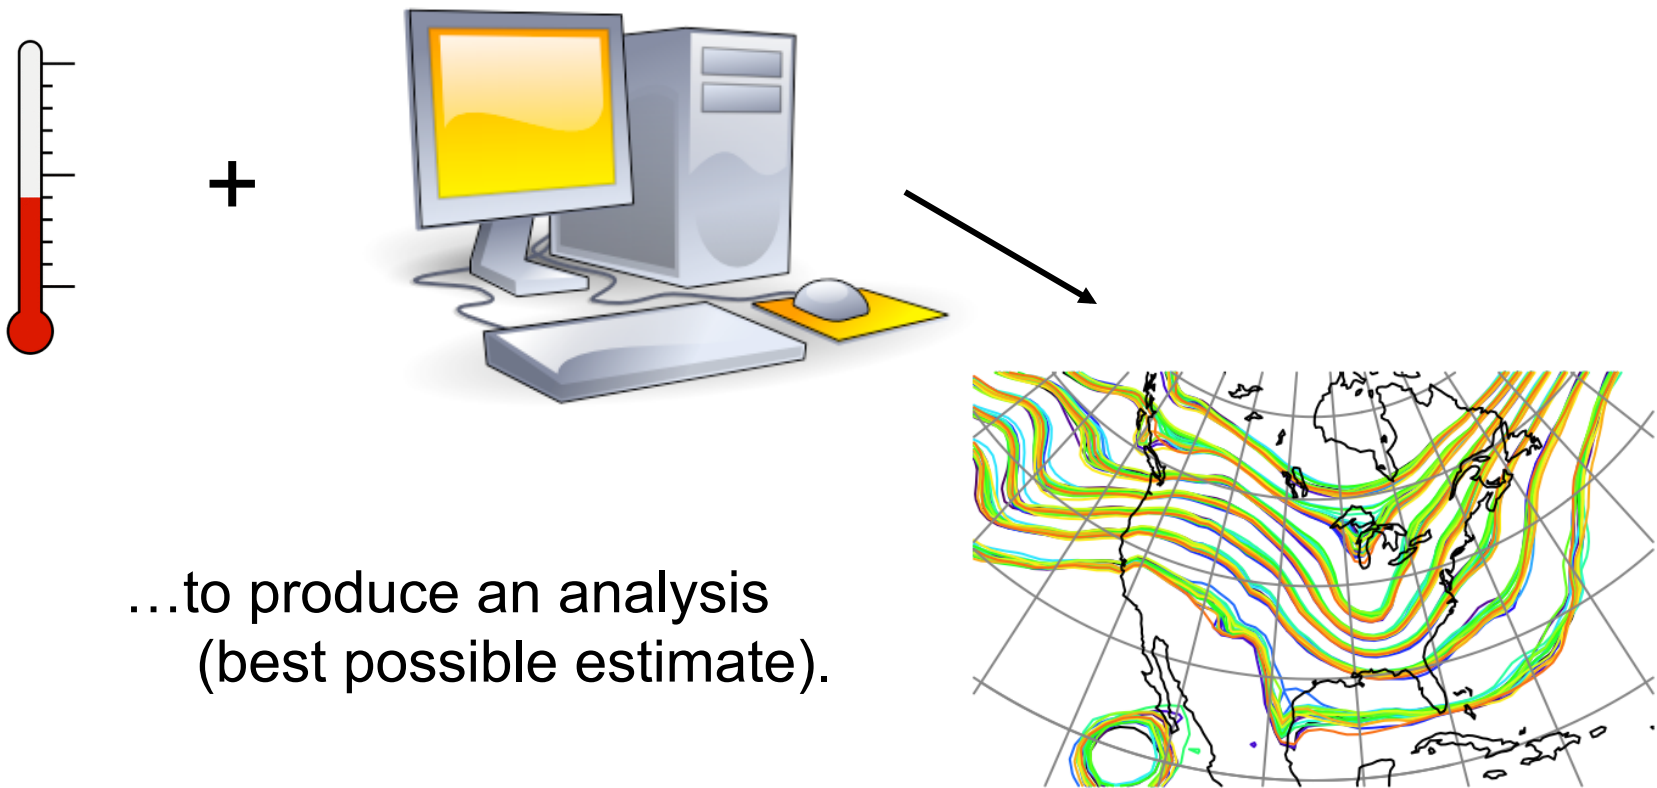 +
…to produce an analysis
(best possible estimate).